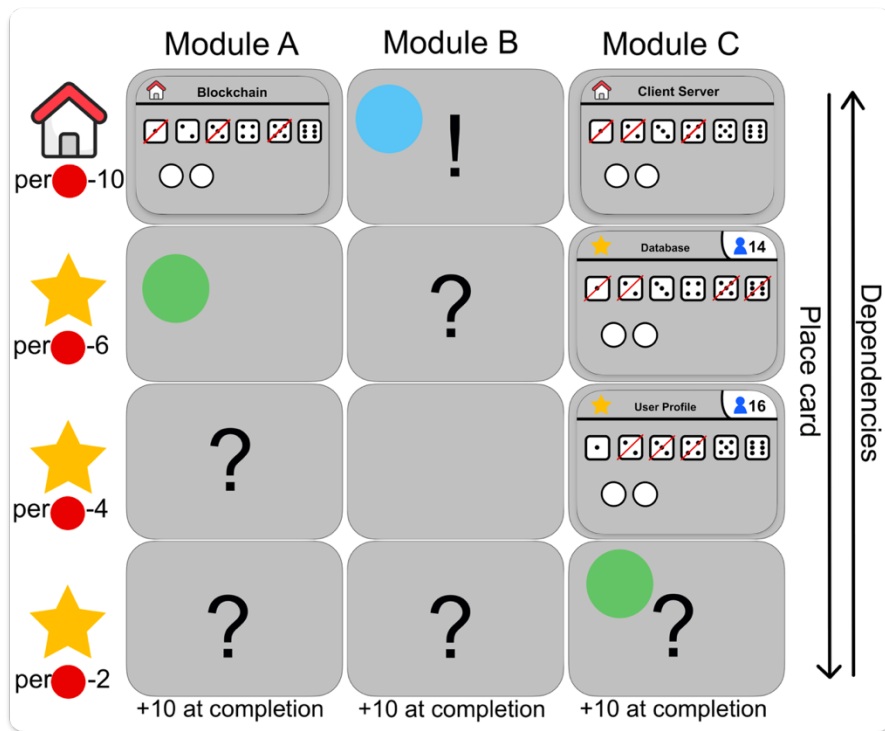 Module A Module B Module C
Blockchain
!
Client Server
per -10
Database 14
?
per -6
User Profile 16
?
per -4
? ? ?
per -2
+10 at completion +10 at completion +10 at completion
Place card
Dependencies